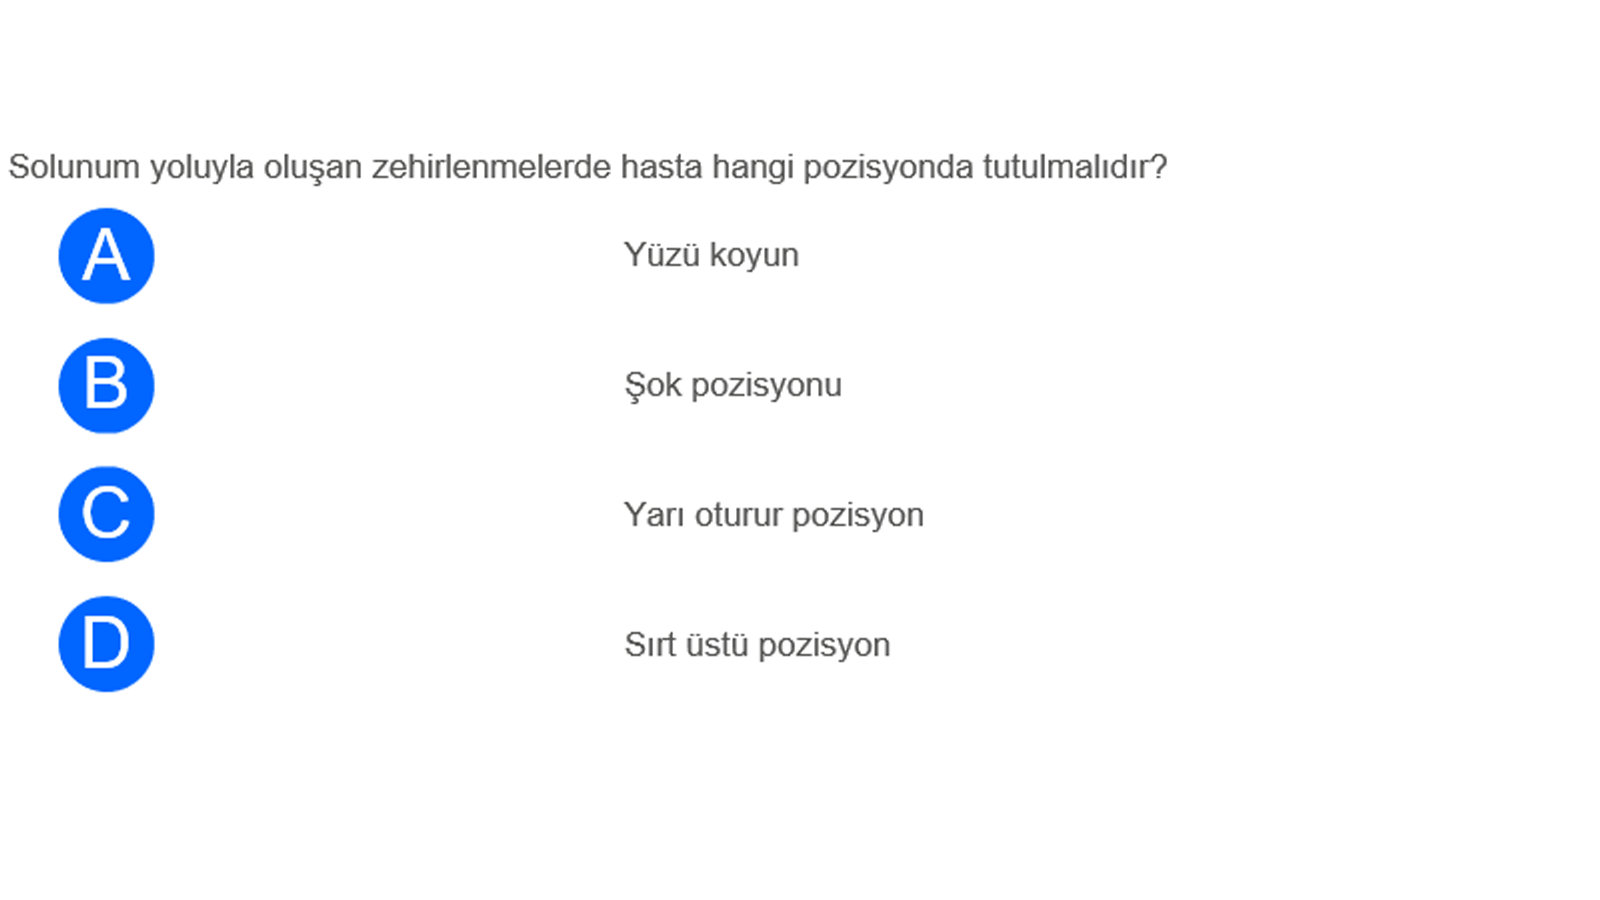 Solunum yoluyla oluşan zehirlenmelerde hasta hangi pozisyonda tutulmalıdır?
A Yüzü koyun
B Şok pozisyonu
C Yarı oturur pozisyon
D Sırt üstü pozisyon